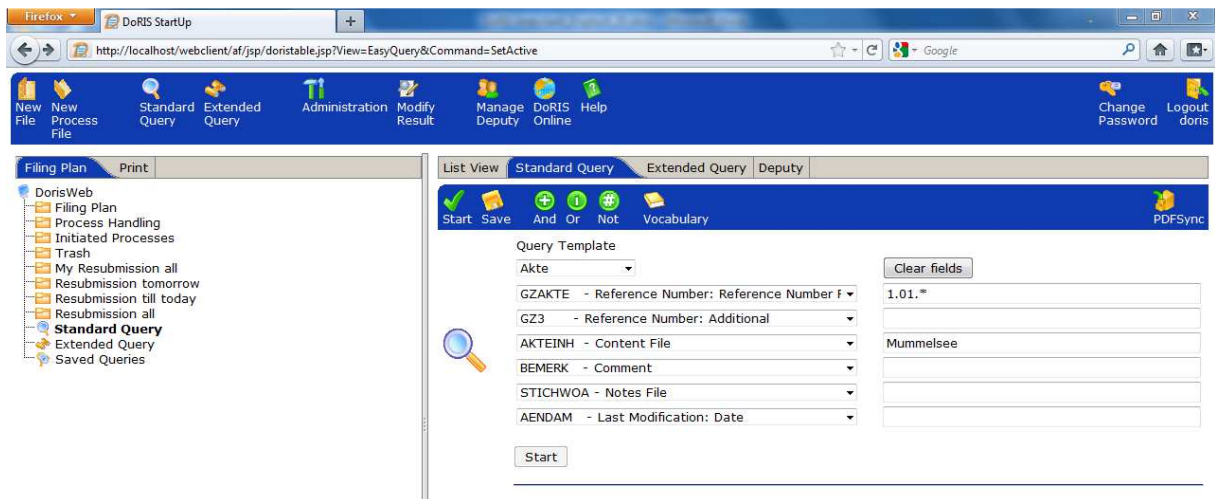 Firefox
DoRIS StartUp
+
http://localhost/webclient/af/jsp/doristable.jsp?View=EasyQuery&Command=SetActive
Google
New File
New Process File
Standard Query
Extended Query
Administration
Modify Result
Manage Deputy
DoRIS Online
Help
Change Password
Logout doris
Filing Plan
Print
DorisWeb
Filing Plan
Process Handling
Initiated Processes
Trash
My Resubmission all
Resubmission tomorrow
Resubmission till today
Resubmission all
Standard Query
Extended Query
Saved Queries
List View
Standard Query
Extended Query
Deputy
Start
Save
And
Or
Not
Vocabulary
PDFSync
Query Template
Akte
Clear fields
GZAKTE - Reference Number: Reference Number F
1.01.*
GZ3 - Reference Number: Additional
AKTEINH - Content File
Mummelsee
BEMERK - Comment
STICHWOA - Notes File
AENDAM - Last Modification: Date
Start